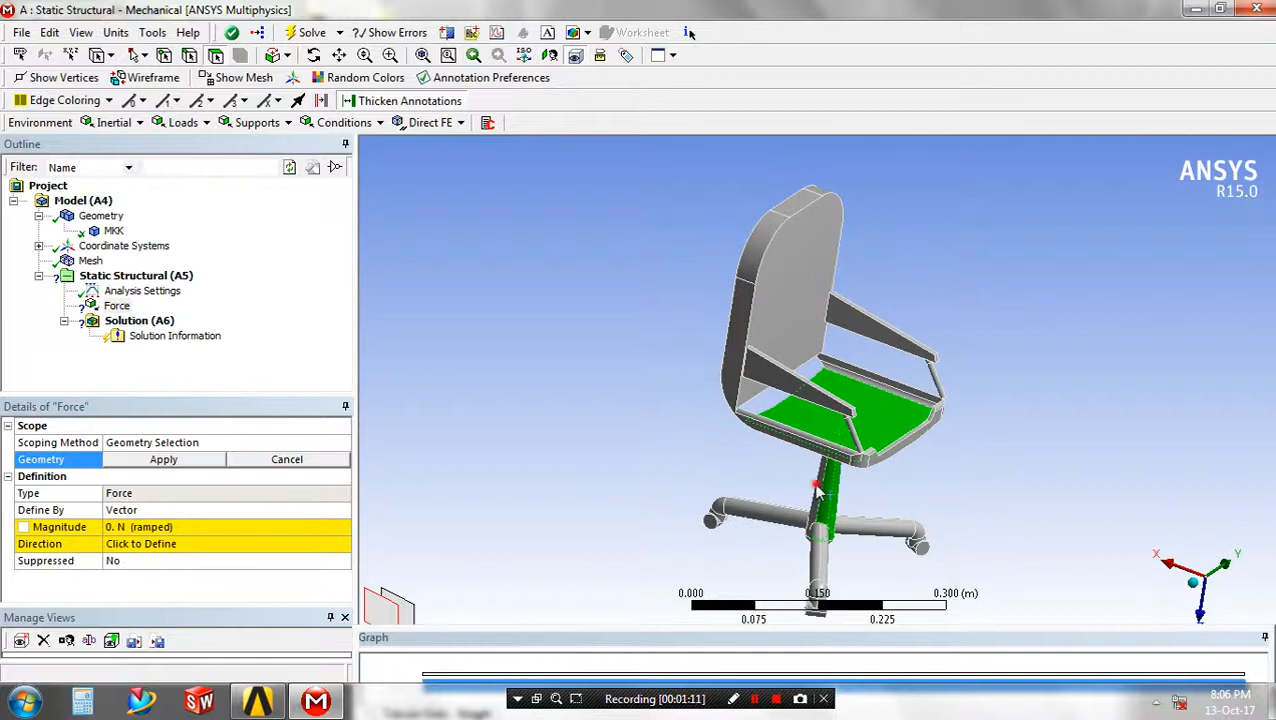 A : Static Structural - Mechanical [ANSYS Multiphysics]
File Edit View Units Tools Help Solve ?/ Show Errors Worksheet
Show Vertices Wireframe Show Mesh Random Colors Annotation Preferences
Edge Coloring Thicken Annotations
Environment Inertial Loads Supports Conditions Direct FE
Outline
Filter: Name
Project
Model (A4)
Geometry
MKK
Coordinate Systems
Mesh
Static Structural (A5)
Analysis Settings
Force
Solution (A6)
Solution Information
Details of "Force"
Scope
Scoping Method Geometry Selection
Geometry Apply Cancel
Definition
Type Force
Define By Vector
Magnitude 0. N (ramped)
Direction Click to Define
Suppressed No
Manage Views
ANSYS
R15.0
X Y
0.000 0.150 0.300 (m)
0.075 0.225
Graph
Recording [00:01:11]
8:06 PM
13-Oct-17